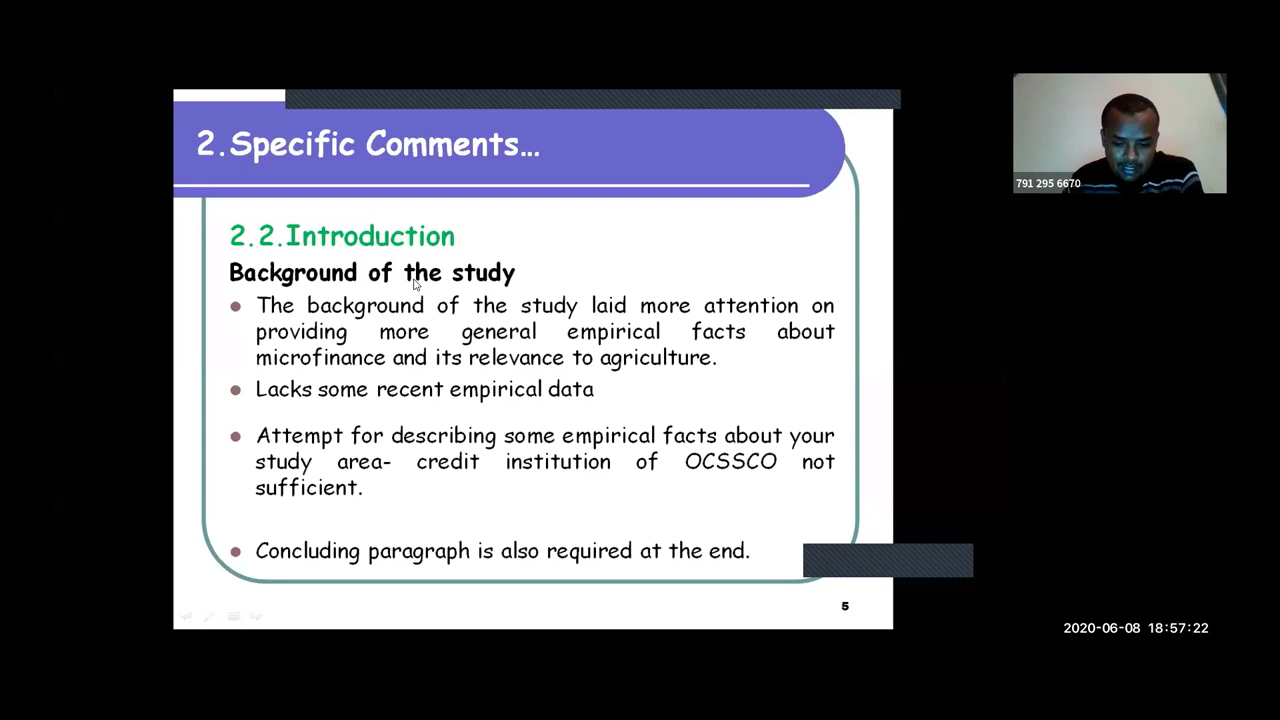 2.Specific Comments…
2.2.Introduction
Background of the study
The background of the study laid more attention on
providing more general empirical facts about
microfinance and its relevance to agriculture.
Lacks some recent empirical data
Attempt for describing some empirical facts about your
study area- credit institution of OCSSCO not
sufficient.
Concluding paragraph is also required at the end.
5
791 295 6670
2020-06-08 18:57:22